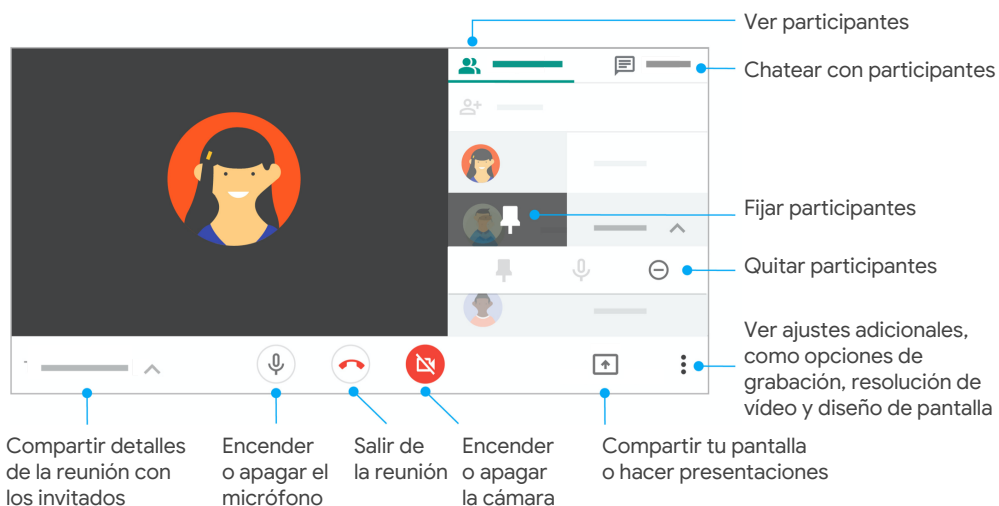 Ver participantes
Chatear con participantes
Fijar participantes
Quitar participantes
Ver ajustes adicionales,
como opciones de
grabación, resolución de
vídeo y diseño de pantalla
Compartir detalles
de la reunión con
los invitados
Encender
o apagar el
micrófono
Salir de
la reunión
Encender
o apagar
la cámara
Compartir tu pantalla
o hacer presentaciones